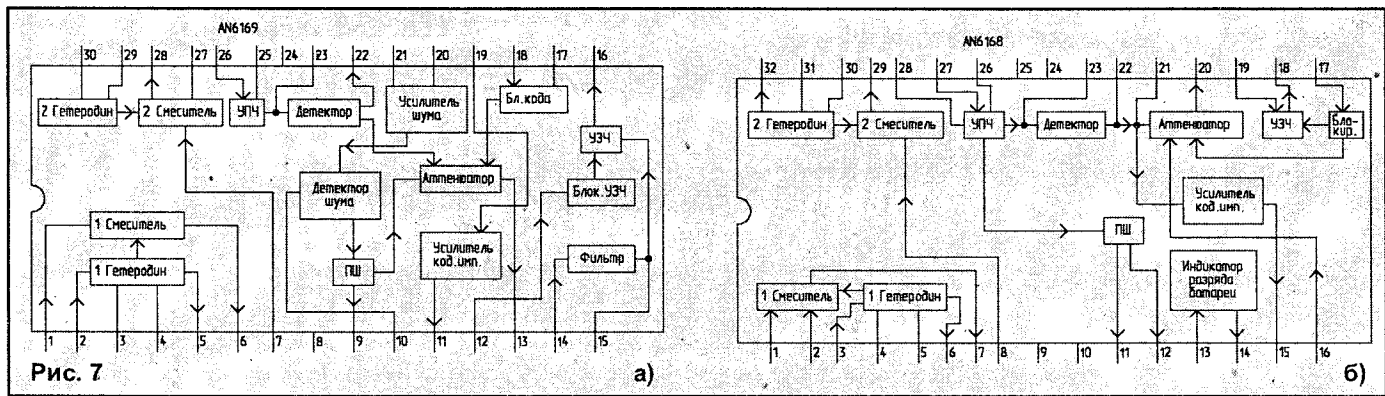 AN6169
30 29 28 27 26 25 24 23 22 21 20 19 18 17 16
2 Гетеродин
2 Смеситель
УПЧ
Детектор
Усилитель
шума
Бл. кода
УЗЧ
Детектор
шума
Аттенюатор
Блок. УЗЧ
1 Смеситель
1 Гетеродин
ПШ
Усилитель
код.имп.
Фильтр
1 2 3 4 5 6 7 8 9 10 11 12 13 14 15
Рис. 7
а)
AN6168
32 31 30 29 28 27 26 25 24 23 22 21 20 19 18 17
2 Гетеродин
2 Смеситель
УПЧ
Детектор
Аттенюатор
УЗЧ
Бло-
кир.
Усилитель
код.имп.
ПШ
1 Смеситель
1 Гетеродин
Индикатор
разряда
батареи
1 2 3 4 5 6 7 8 9 10 11 12 13 14 15 16
б)